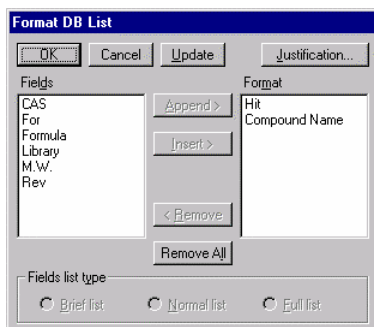 Format DB List
OK Cancel Update Justification...
Fields Format
CAS
For
Formula
Library
M.W.
Rev
Append >
Insert >
< Remove
Remove All
Hit
Compound Name
Fields list type
Brief list Normal list Full list